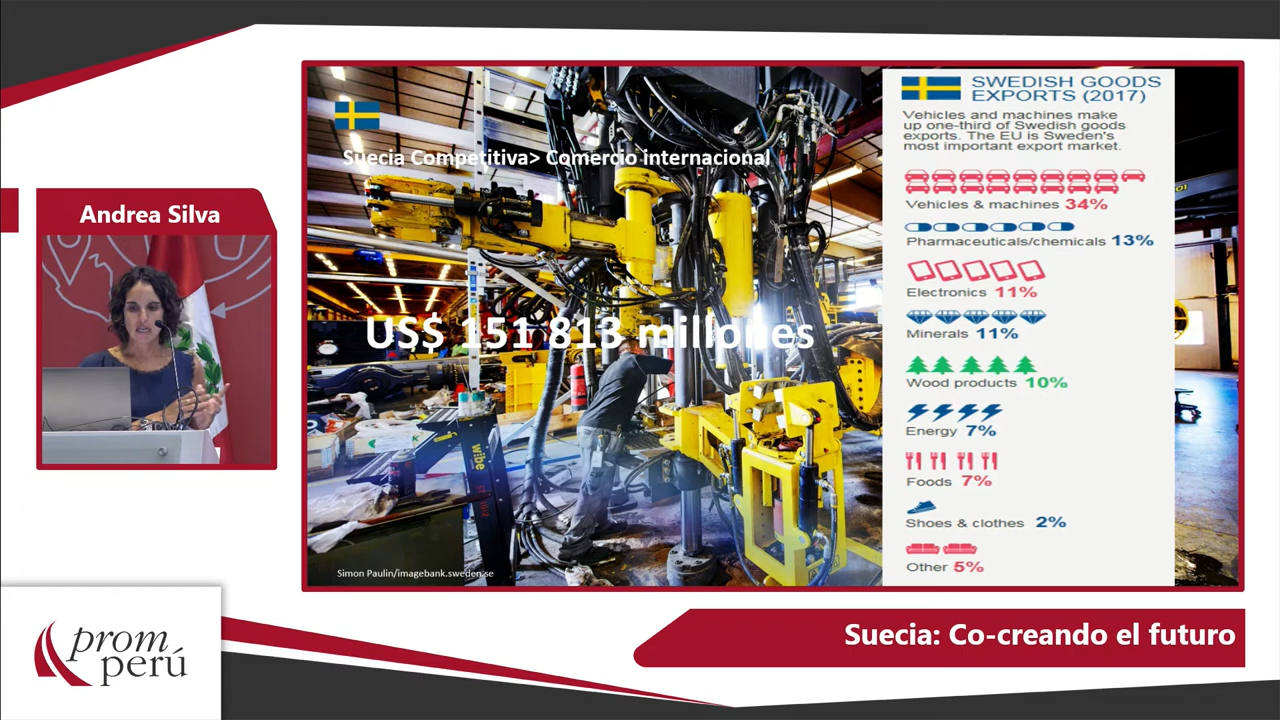 Andrea Silva
Suecia Competitiva> Comercio internacional
US$ 151 813 millones
Simon Paulin/imagebank.sweden.se
wibe
SWEDISH GOODS
EXPORTS (2017)
Vehicles and machines make
up one-third of Swedish goods
exports. The EU is Sweden's
most important export market.
Vehicles & machines 34%
Pharmaceuticals/chemicals 13%
Electronics 11%
Minerals 11%
Wood products 10%
Energy 7%
Foods 7%
Shoes & clothes 2%
Other 5%
Suecia: Co-creando el futuro
prom
perú